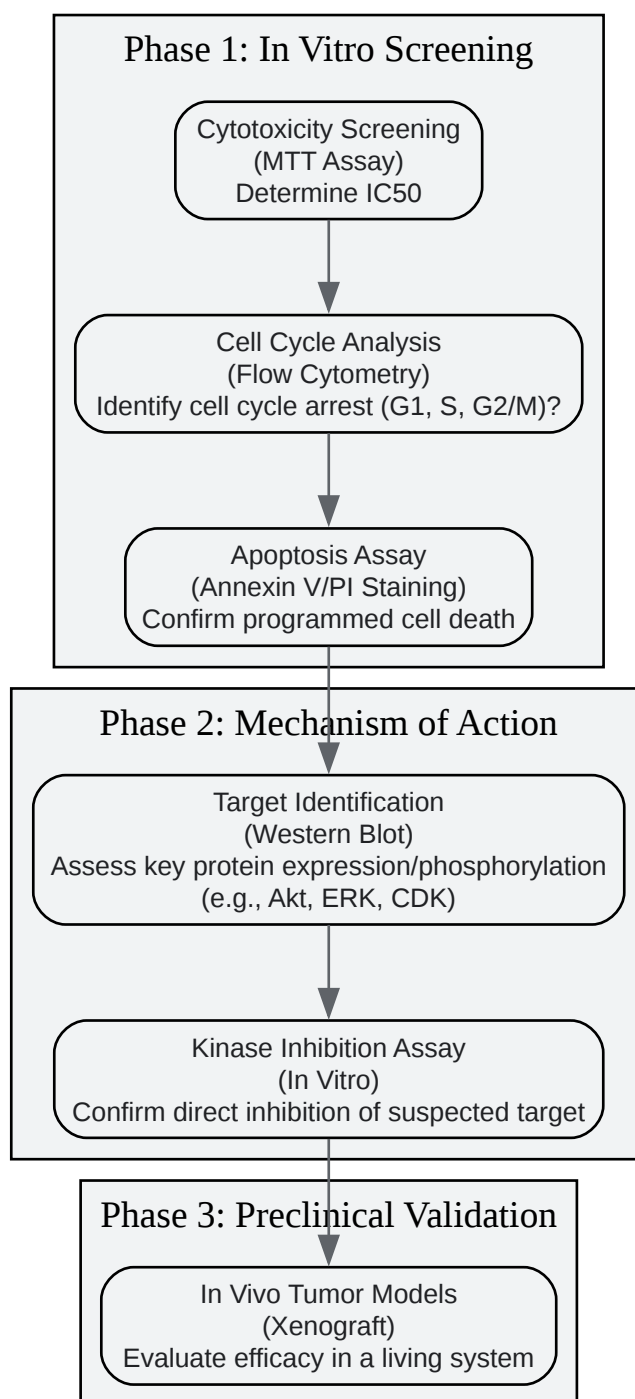 Phase 1: In Vitro Screening
Cytotoxicity Screening
(MTT Assay)
Determine IC50
Cell Cycle Analysis
(Flow Cytometry)
Identify cell cycle arrest (G1, S, G2/M)?
Apoptosis Assay
(Annexin V/PI Staining)
Confirm programmed cell death
Phase 2: Mechanism of Action
Target Identification
(Western Blot)
Assess key protein expression/phosphorylation
(e.g., Akt, ERK, CDK)
Kinase Inhibition Assay
(In Vitro)
Confirm direct inhibition of suspected target
Phase 3: Preclinical Validation
In Vivo Tumor Models
(Xenograft)
Evaluate efficacy in a living system